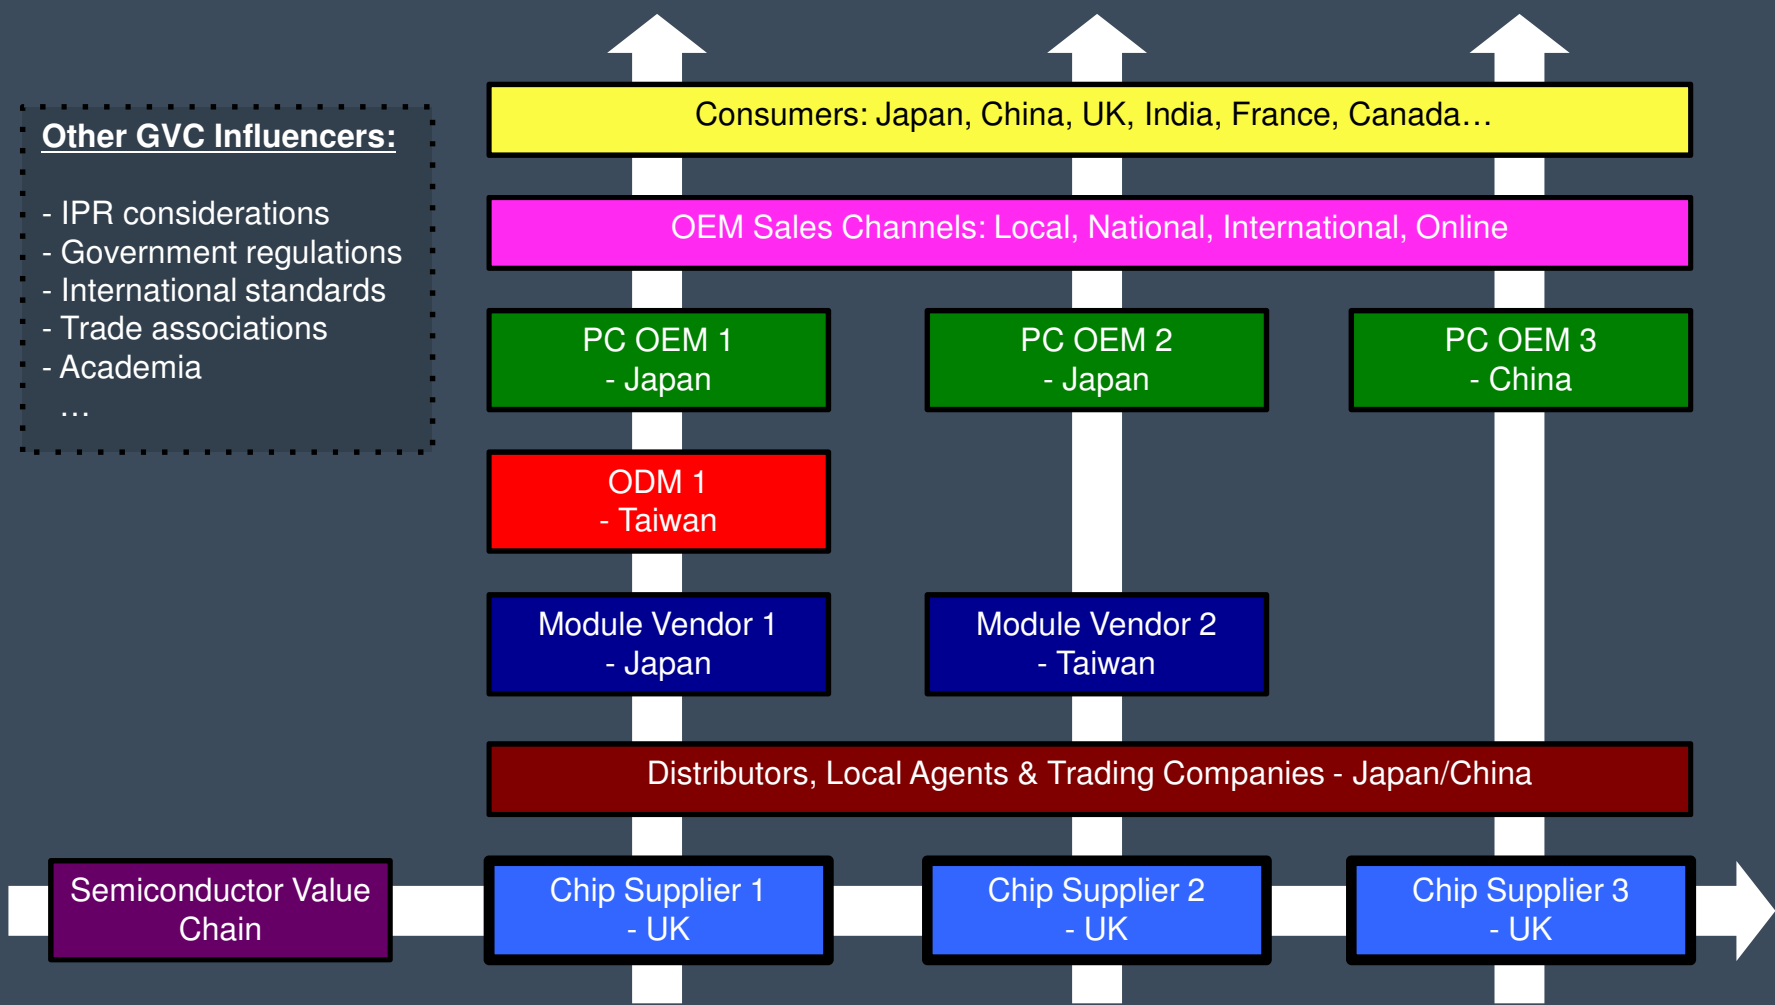 Consumers: Japan, China, UK, India, France, Canada…
Other GVC Influencers:
- IPR considerations
- Government regulations
- International standards
- Trade associations
- Academia
…
OEM Sales Channels: Local, National, International, Online
PC OEM 1
- Japan
PC OEM 2
- Japan
PC OEM 3
- China
ODM 1
- Taiwan
Module Vendor 1
- Japan
Module Vendor 2
- Taiwan
Distributors, Local Agents & Trading Companies - Japan/China
Semiconductor Value
Chain
Chip Supplier 1
- UK
Chip Supplier 2
- UK
Chip Supplier 3
- UK